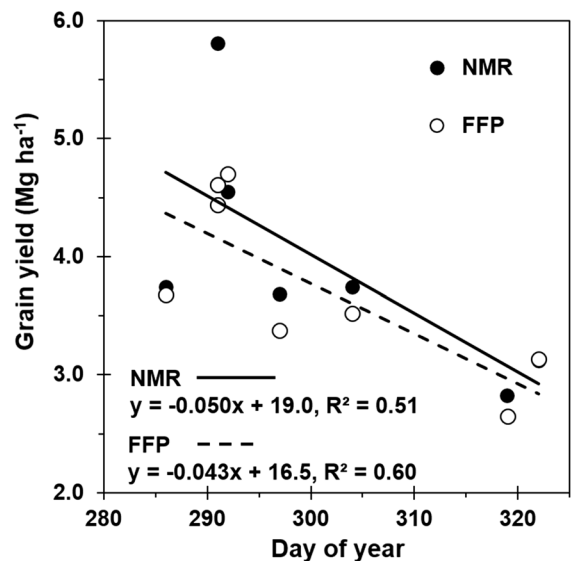 6.0
5.0
4.0
3.0
2.0
Grain yield (Mg ha⁻¹)
NMR
FFP
NMR
y = -0.050x + 19.0, R² = 0.51
FFP
y = -0.043x + 16.5, R² = 0.60
280 290 300 310 320
Day of year